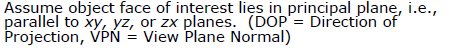 Assume object face of interest lies in principal plane, i.e.,
parallel to xy, yz, or zx planes.  (DOP = Direction of
Projection, VPN = View Plane Normal)